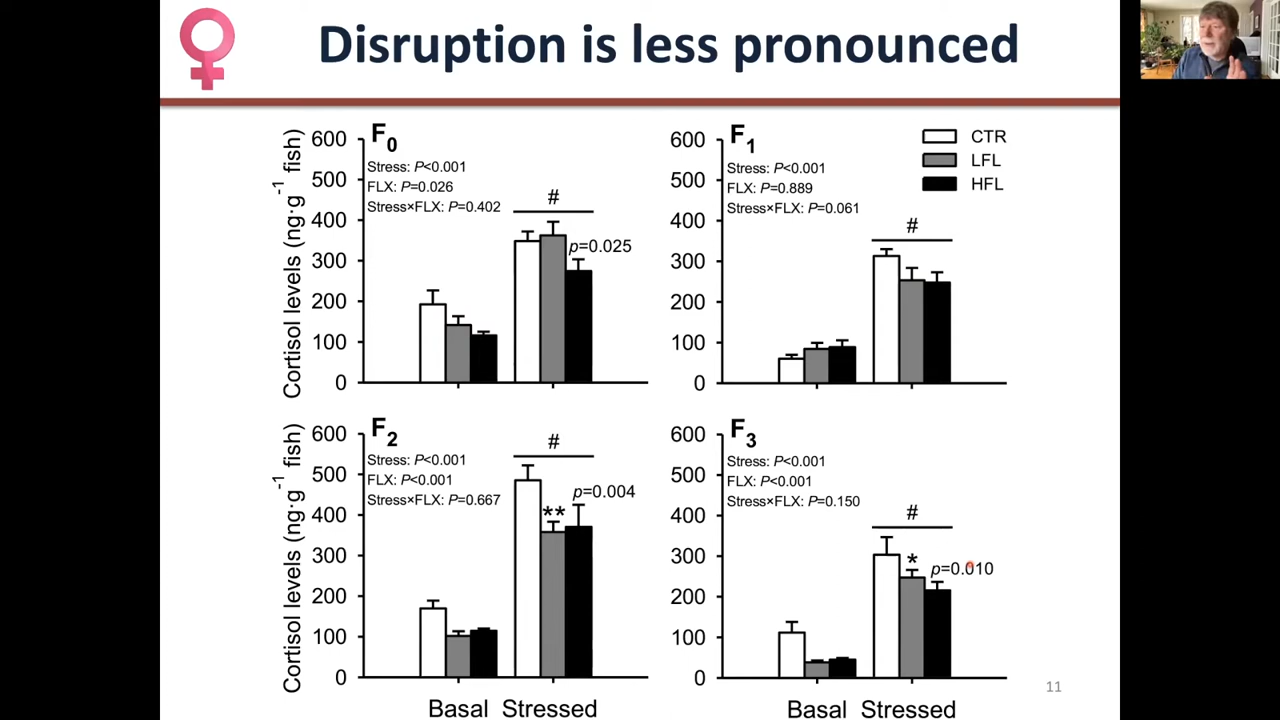 Disruption is less pronounced
Cortisol levels (ng·g⁻¹ fish)
600
500
400
300
200
100
0
F₀
Stress: P<0.001
FLX: P=0.026
Stress×FLX: P=0.402
#
p=0.025
600
500
400
300
200
100
0
F₁
Stress: P<0.001
FLX: P=0.889
Stress×FLX: P=0.061
#
CTR
LFL
HFL
Cortisol levels (ng·g⁻¹ fish)
600
500
400
300
200
100
0
F₂
Stress: P<0.001
FLX: P<0.001
Stress×FLX: P=0.667
#
**
p=0.004
Basal Stressed
600
500
400
300
200
100
0
F₃
Stress: P<0.001
FLX: P<0.001
Stress×FLX: P=0.150
#
*
p=0.010
Basal Stressed
11